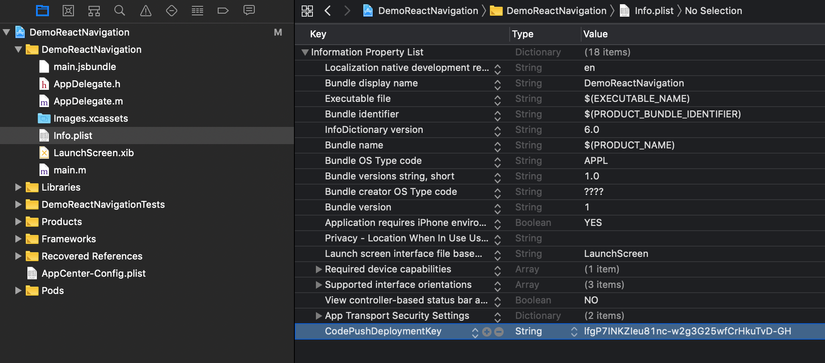 DemoReactNavigation M
DemoReactNavigation
main.jsbundle
AppDelegate.h
AppDelegate.m
Images.xcassets
Info.plist
LaunchScreen.xib
main.m
Libraries
DemoReactNavigationTests
Products
Frameworks
Recovered References
AppCenter-Config.plist
Pods
DemoReactNavigation DemoReactNavigation Info.plist No Selection
Key Type Value
Information Property List Dictionary (18 items)
Localization native development re... String en
Bundle display name String DemoReactNavigation
Executable file String $(EXECUTABLE_NAME)
Bundle identifier String $(PRODUCT_BUNDLE_IDENTIFIER)
InfoDictionary version String 6.0
Bundle name String $(PRODUCT_NAME)
Bundle OS Type code String APPL
Bundle versions string, short String 1.0
Bundle creator OS Type code String ????
Bundle version String 1
Application requires iPhone enviro... Boolean YES
Privacy - Location When In Use Us... String
Launch screen interface file base... String LaunchScreen
Required device capabilities Array (1 item)
Supported interface orientations Array (3 items)
View controller-based status bar a... Boolean NO
App Transport Security Settings Dictionary (2 items)
CodePushDeploymentKey String lfgP7INKZIeu81nc-w2g3G25wfCrHkuTvD-GH